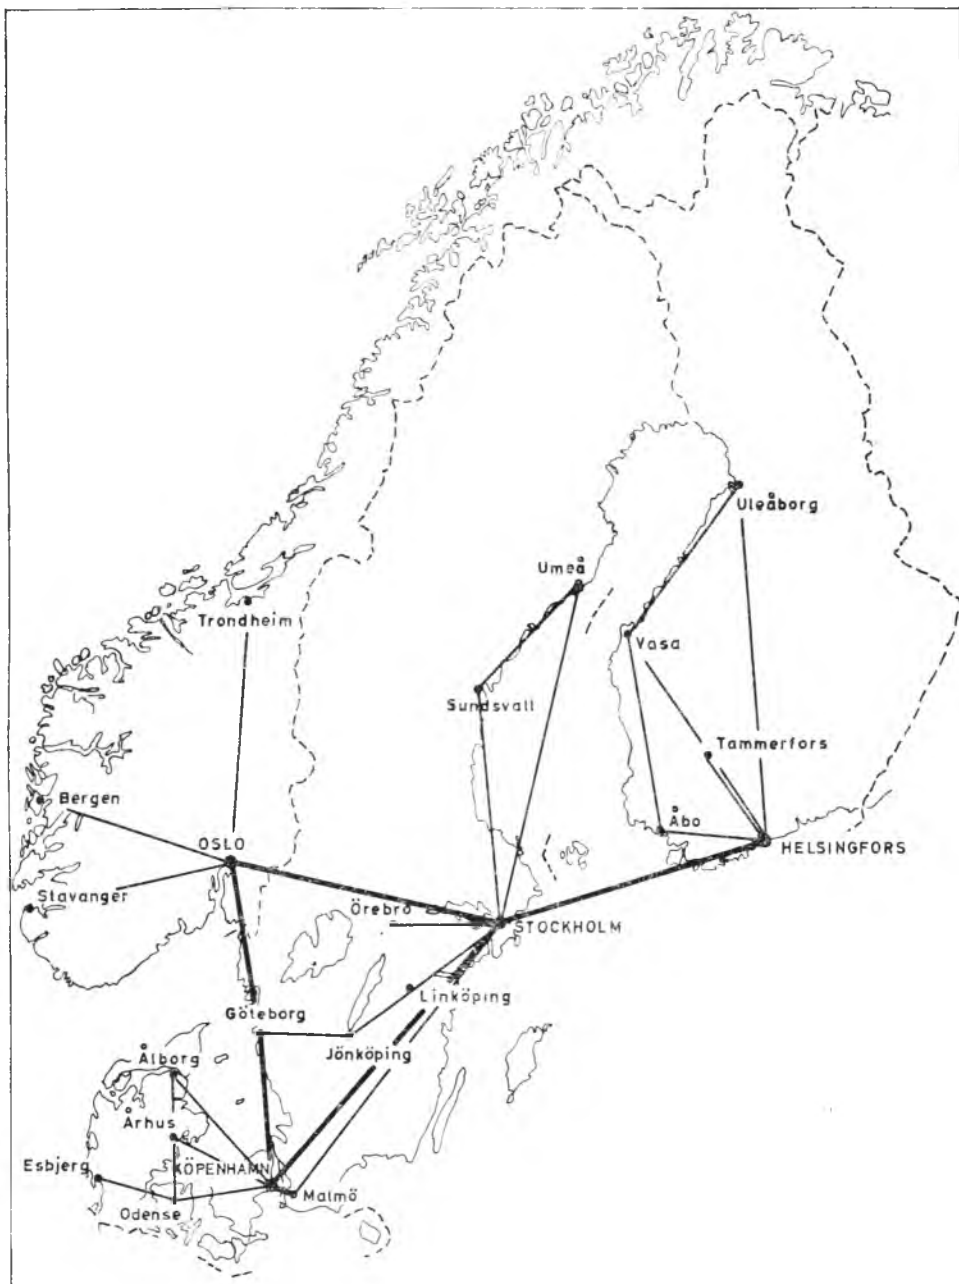 Uleåborg
Umeå
Trondheim
Vasa
Sundsvall
Tammerfors
Bergen
Åbo
OSLO
HELSINGFORS
Stavanger
Örebro
STOCKHOLM
Linköping
Göteborg
Jönköping
Ålborg
Århus
Esbjerg
KÖPENHAMN
Malmö
Odense